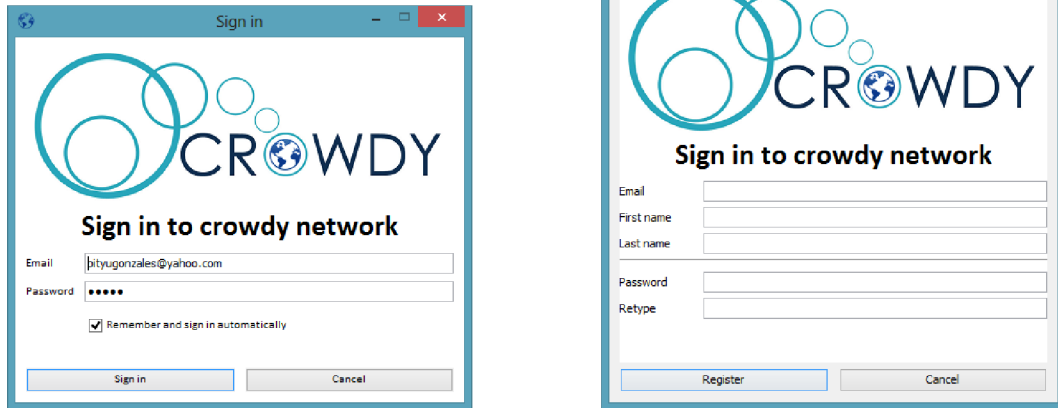 Sign in
CROWDY
Sign in to crowdy network
Email bityugonzales@yahoo.com
Password •••••
Remember and sign in automatically
Sign in Cancel
CROWDY
Sign in to crowdy network
Email
First name
Last name
Password
Retype
Register Cancel